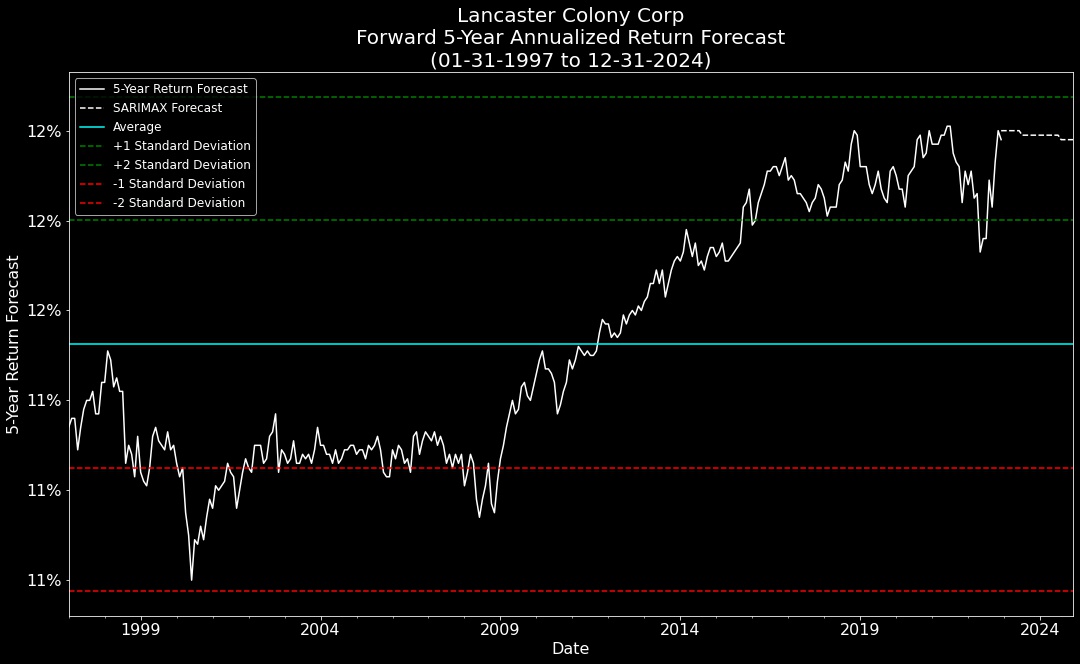 Lancaster Colony Corp
Forward 5-Year Annualized Return Forecast
(01-31-1997 to 12-31-2024)
5-Year Return Forecast
SARIMAX Forecast
Average
+1 Standard Deviation
+2 Standard Deviation
-1 Standard Deviation
-2 Standard Deviation
12%
12%
12%
11%
11%
11%
5-Year Return Forecast
1999
2004
2009
2014
2019
2024
Date